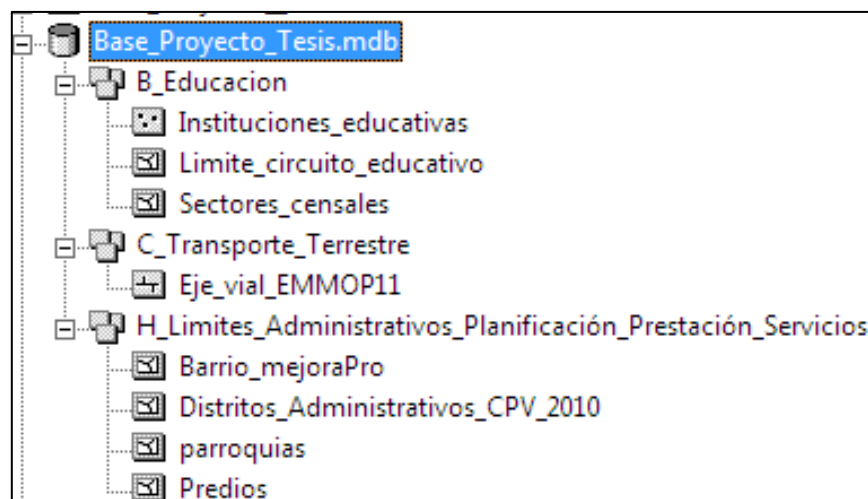 Base_Proyecto_Tesis.mdb
B_Educacion
Instituciones_educativas
Limite_circuito_educativo
Sectores_censales
C_Transporte_Terrestre
Eje_vial_EMMOP11
H_Limites_Administrativos_Planificación_Prestación_Servicios
Barrio_mejoraPro
Distritos_Administrativos_CPV_2010
parroquias
Predios